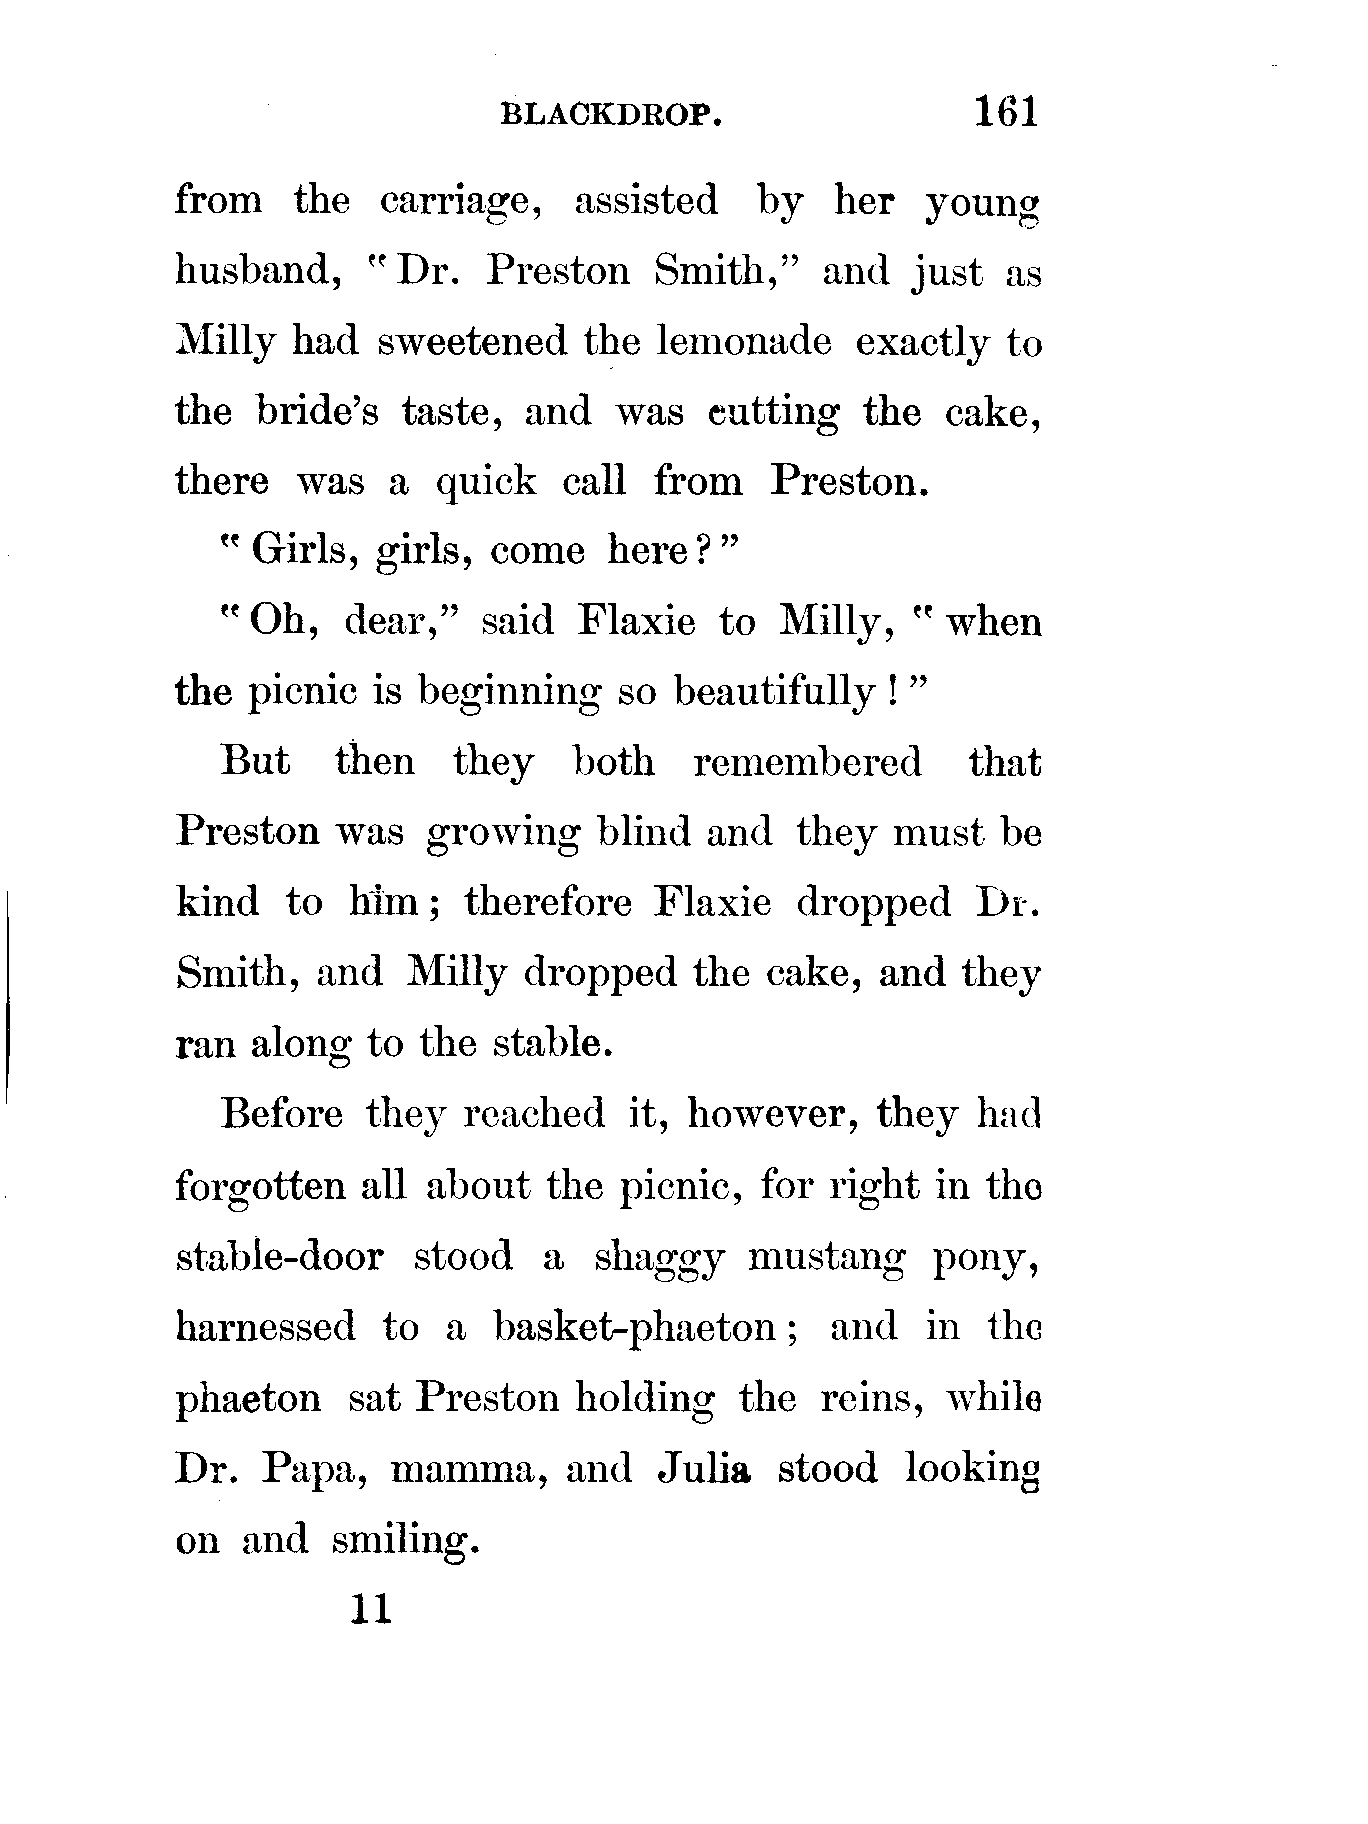 BLACKDROP. 161
from the carriage, assisted by her young
husband, "Dr. Preston Smith," and just as
Milly had sweetened the lemonade exactly to
the bride's taste, and was cutting the cake,
there was a quick call from Preston.
"Girls, girls, come here?"
"Oh, dear," said Flaxie to Milly, "when
the picnic is beginning so beautifully!"
But then they both remembered that
Preston was growing blind and they must be
kind to him; therefore Flaxie dropped Dr.
Smith, and Milly dropped the cake, and they
ran along to the stable.
Before they reached it, however, they had
forgotten all about the picnic, for right in the
stable-door stood a shaggy mustang pony,
harnessed to a basket-phaeton; and in the
phaeton sat Preston holding the reins, while
Dr. Papa, mamma, and Julia stood looking
on and smiling.
11